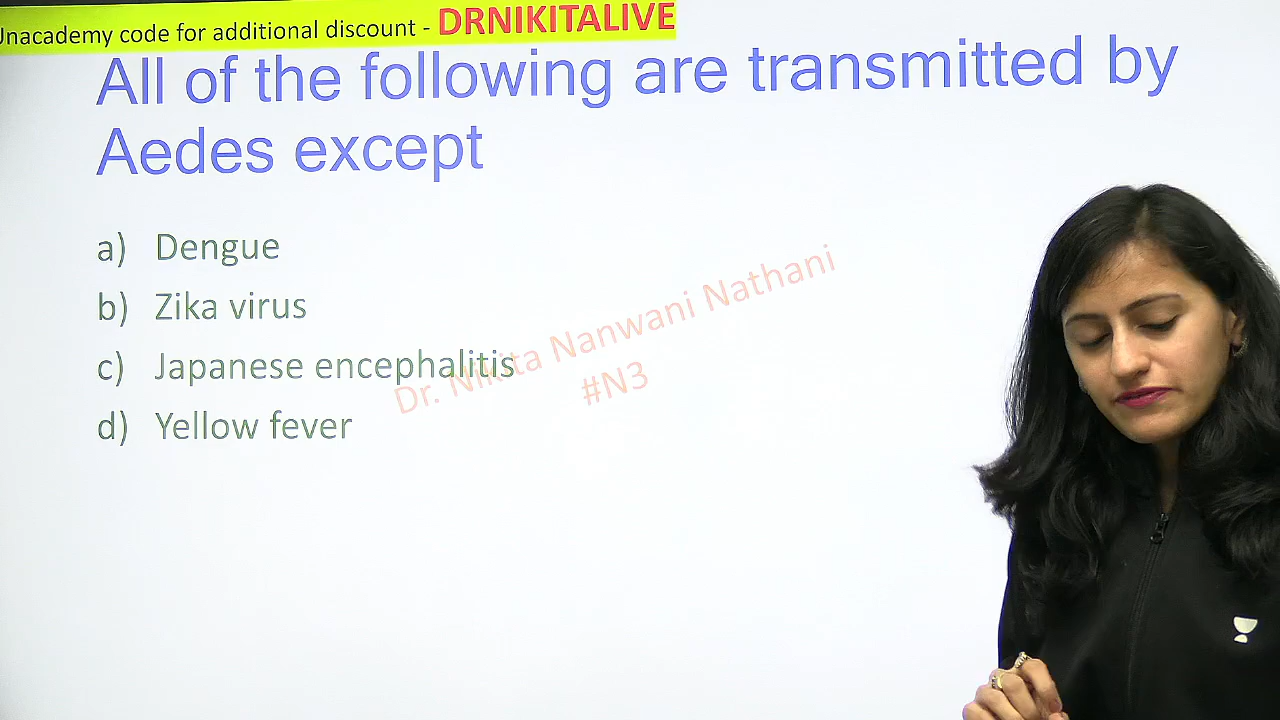 Unacademy code for additional discount - DRNIKITALIVE
All of the following are transmitted by
Aedes except
a) Dengue
b) Zika virus
c) Japanese encephalitis
d) Yellow fever
Dr. Nikita Nanwani Nathani
#N3